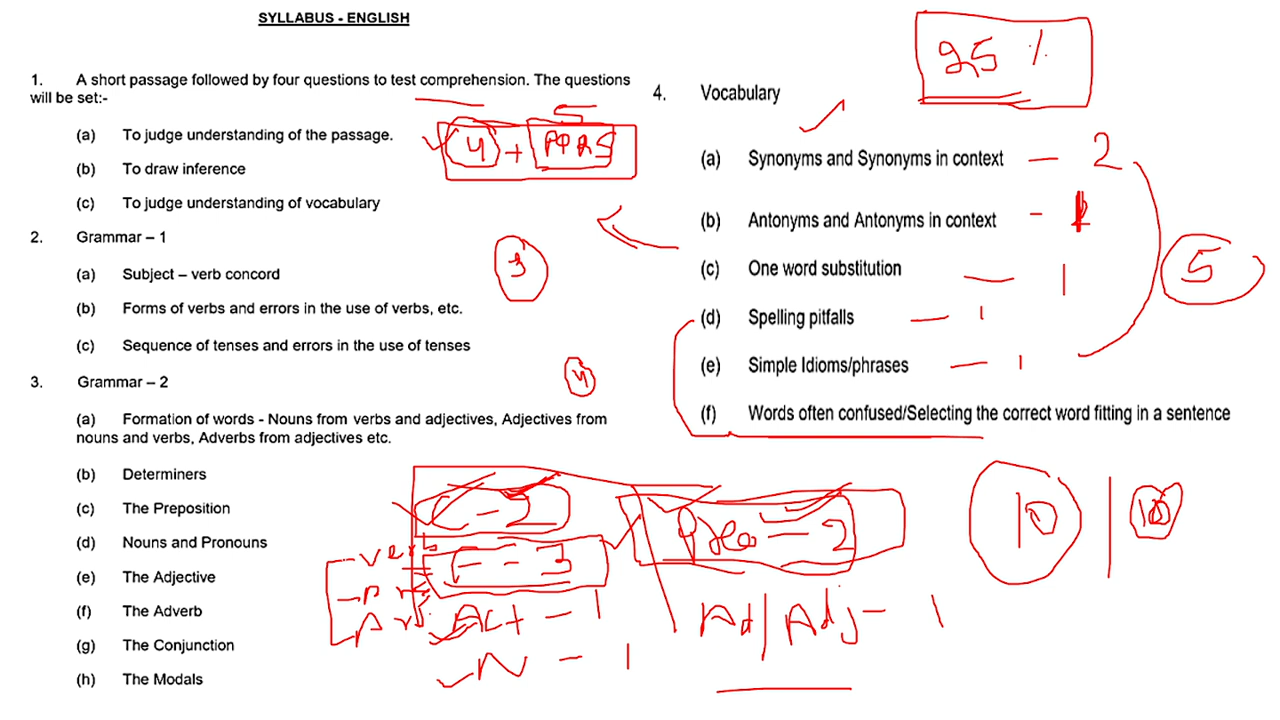 SYLLABUS - ENGLISH
1. A short passage followed by four questions to test comprehension. The questions
will be set:-
(a) To judge understanding of the passage.
(b) To draw inference
(c) To judge understanding of vocabulary
4 + PQRS
2. Grammar – 1
3
(a) Subject – verb concord
(b) Forms of verbs and errors in the use of verbs, etc.
(c) Sequence of tenses and errors in the use of tenses
3. Grammar – 2
4
(a) Formation of words - Nouns from verbs and adjectives, Adjectives from
nouns and verbs, Adverbs from adjectives etc.
(b) Determiners
(c) The Preposition
(d) Nouns and Pronouns
(e) The Adjective
(f) The Adverb
(g) The Conjunction
(h) The Modals
25 %
4. Vocabulary
(a) Synonyms and Synonyms in context — 2
(b) Antonyms and Antonyms in context -
(c) One word substitution — 1
5
(d) Spelling pitfalls — 1
(e) Simple Idioms/phrases — 1
(f) Words often confused/Selecting the correct word fitting in a sentence
10 | 10
- verb
- 3
- 2
Act - 1
N - 1
Ad | Adj - 1